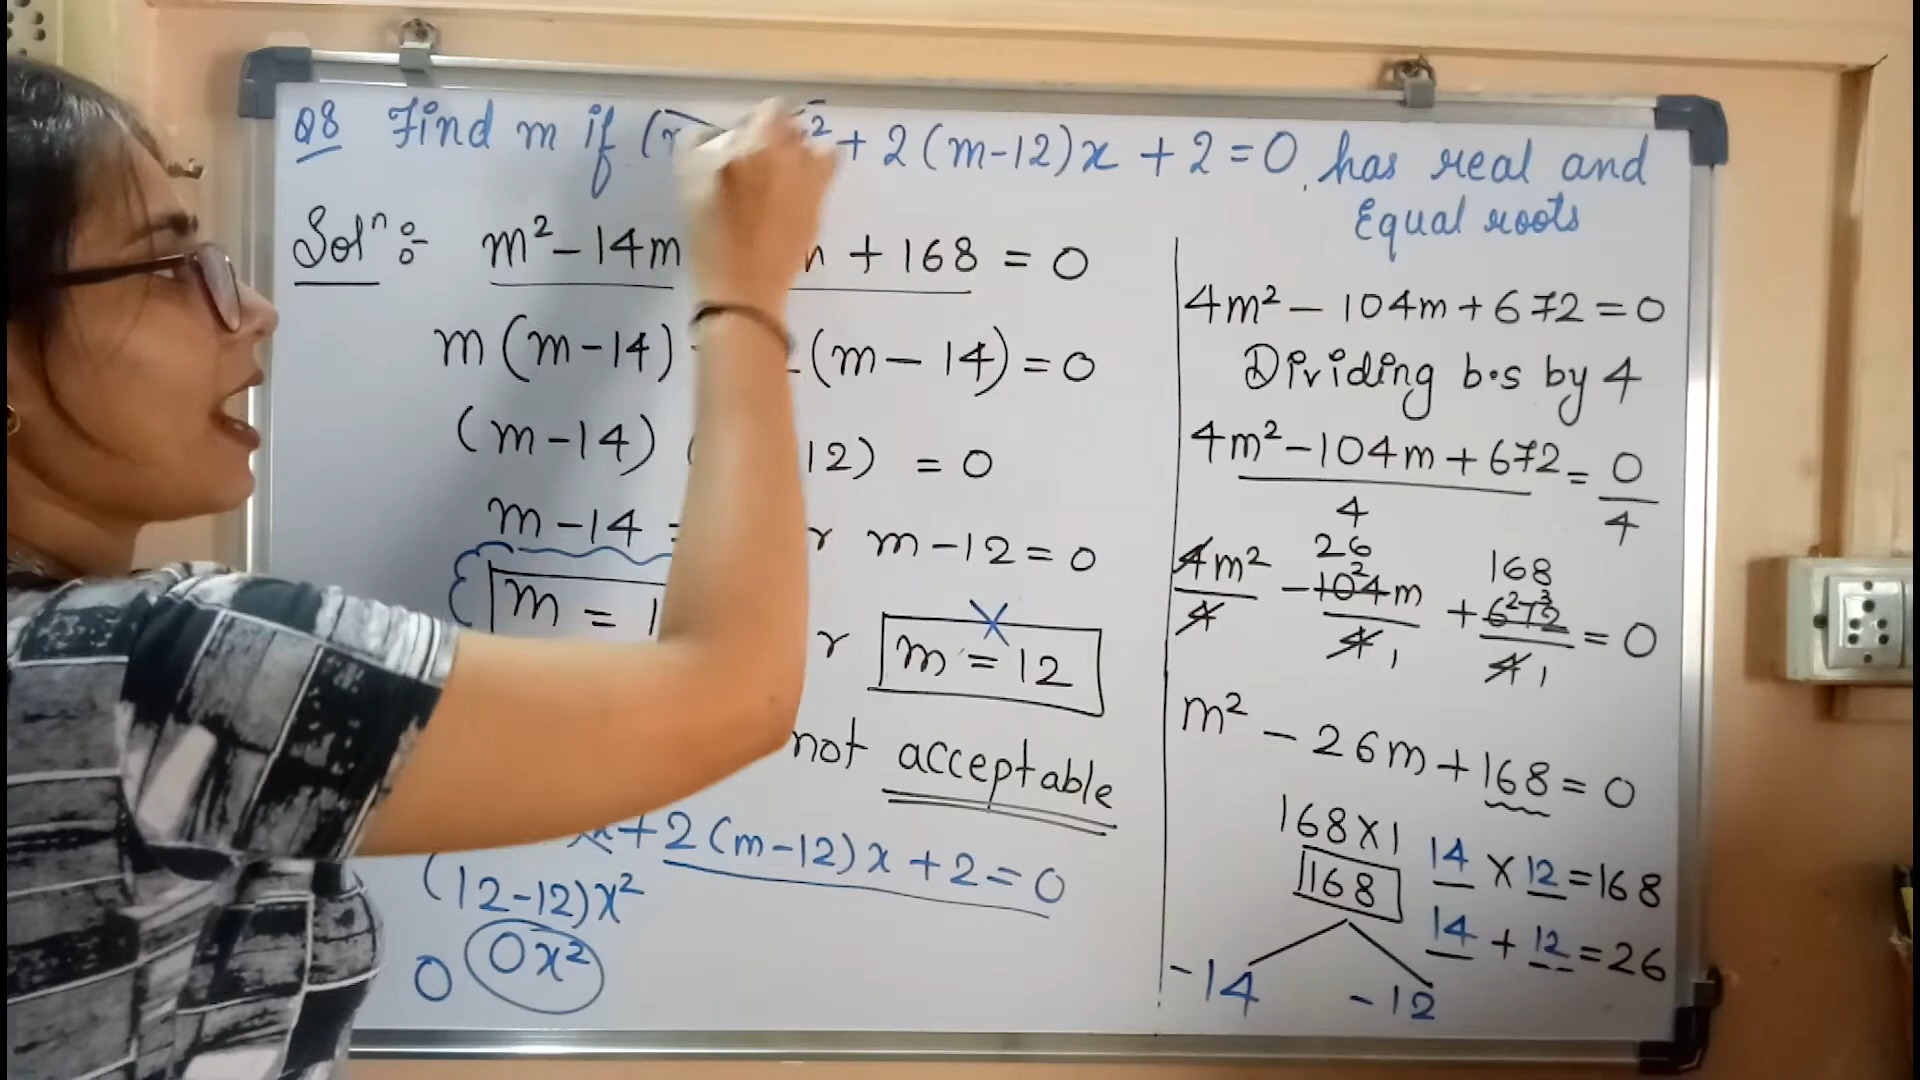 Q8 Find m if (m x² + 2(m-12)x + 2 = 0, has real and
Equal roots
Solⁿ :- m² - 14m + 168 = 0
m(m-14) (m - 14) = 0
(m-14) ( 12) = 0
m - 14 = r m - 12 = 0
m = 1 r m = 12
not acceptable
+ 2(m-12)x + 2 = 0
(12-12)x²
0 0x²
4m² - 104m + 672 = 0
Dividing b.s by 4
4m² - 104m + 672 = 0
4 4
26 168
4m² - 104m + 672 = 0
4 4 1 4 1
m² - 26m + 168 = 0
168X1 14 X 12 = 168
168 14 + 12 = 26
-14 -12